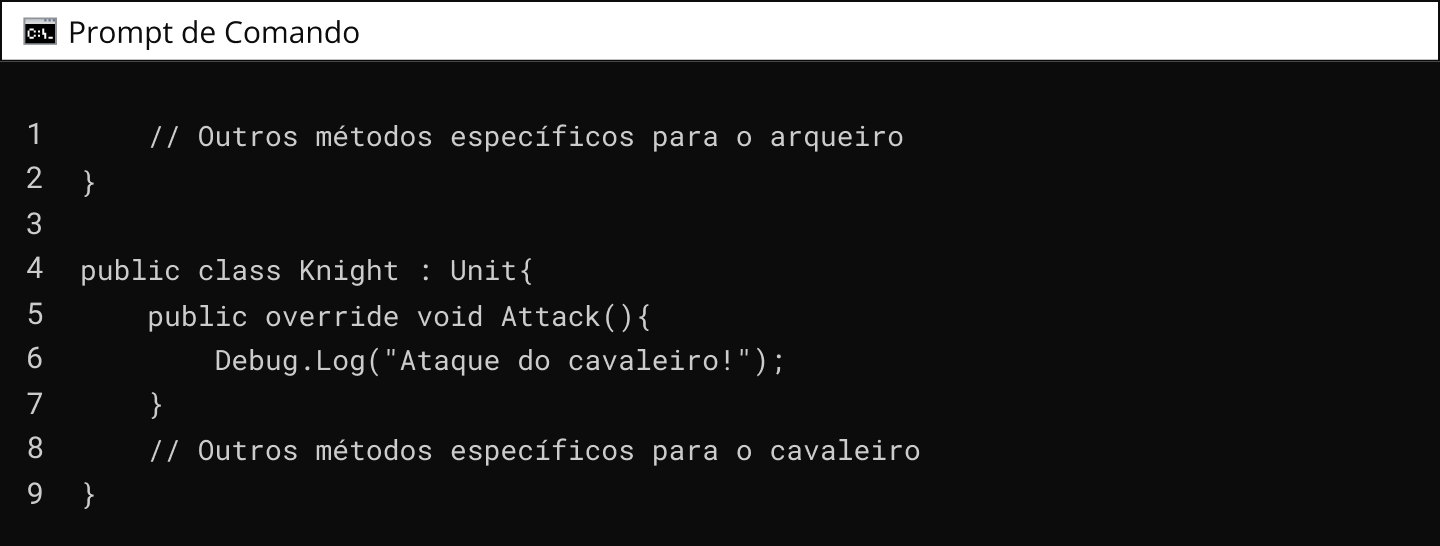 C:\.
Prompt de Comando
1 // Outros métodos específicos para o arqueiro
2 }
3
4 public class Knight : Unit{
5 public override void Attack(){
6 Debug.Log("Ataque do cavaleiro!");
7 }
8 // Outros métodos específicos para o cavaleiro
9 }